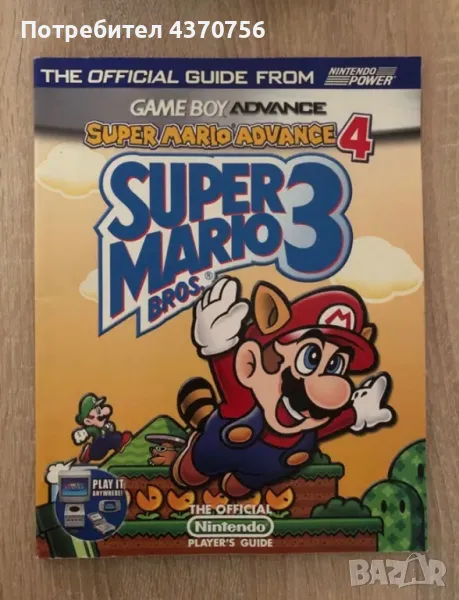 Потребител 4370756
THE OFFICIAL GUIDE FROM NINTENDO POWER
GAME BOY ADVANCE
SUPER MARIO ADVANCE 4
SUPER
MARIO 3
BROS.®
M
PLAY IT
ANYWHERE!
THE OFFICIAL
Nintendo
PLAYER'S GUIDE
BAZAR